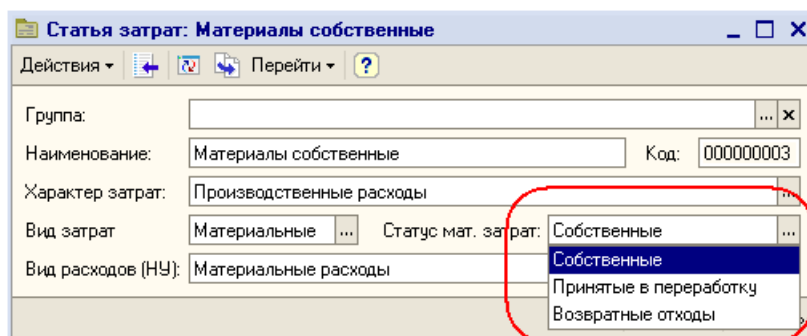 Статья затрат: Материалы собственные
Действия Перейти ?
Группа: ... x
Наименование: Материалы собственные Код: 000000003
Характер затрат: Производственные расходы ...
Вид затрат Материальные ... Статус мат. затрат: Собственные ...
Собственные
Вид расходов (НУ): Материальные расходы
Принятые в переработку
Возвратные отходы